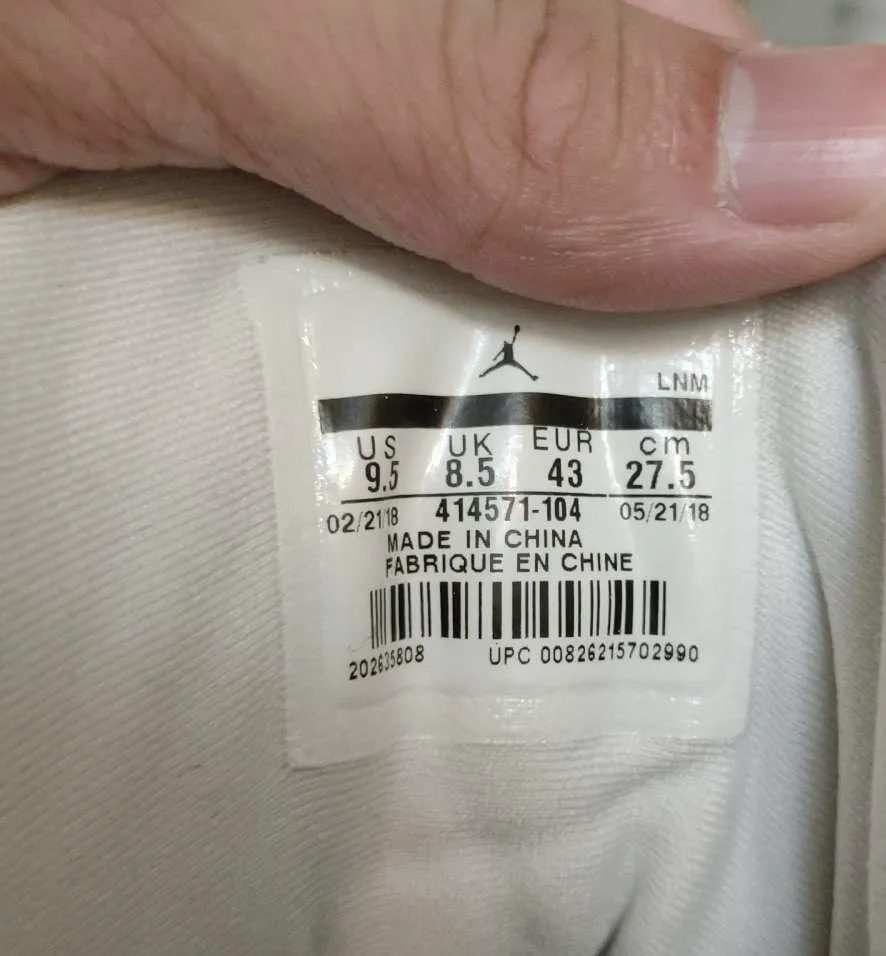 LNM
US UK EUR cm
9.5 8.5 43 27.5
02/21/18 414571-104 05/21/18
MADE IN CHINA
FABRIQUE EN CHINE
202635808 UPC 00826215702990